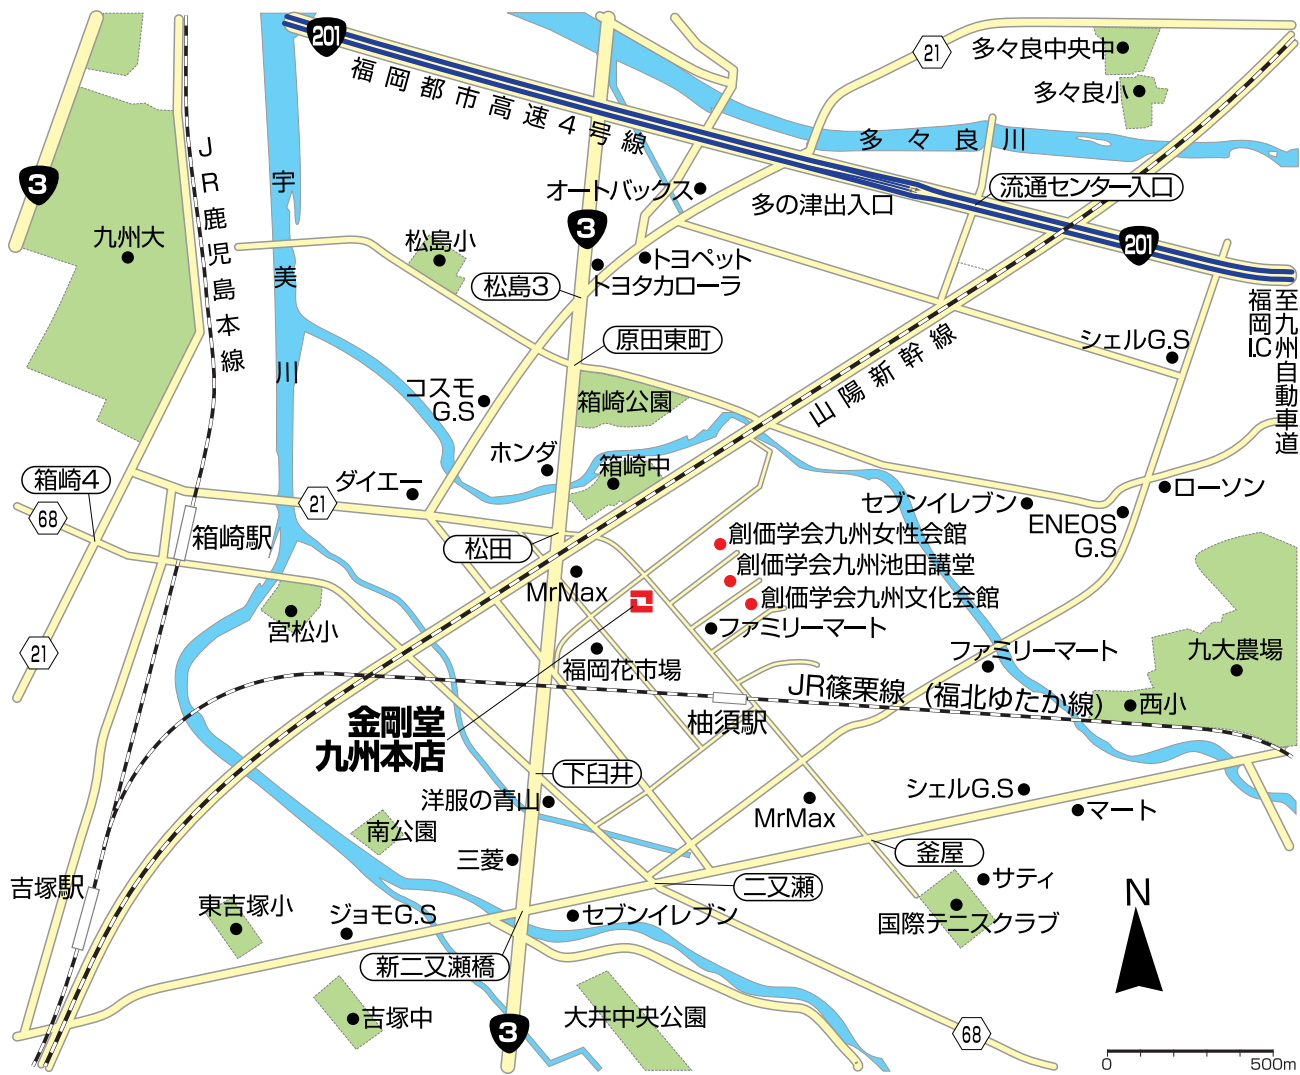 201
21
多々良中央中
多々良小
福岡都市高速4号線
多々良川
3
JR鹿児島本線
宇美川
オートバックス
多の津出入口
流通センター入口
九州大
松島小
3
トヨペット
トヨタカローラ
松島3
201
至九州自動車道
福岡I.C
原田東町
シェルG.S
山陽新幹線
コスモ
G.S
箱崎公園
ホンダ
箱崎中
箱崎4
ダイエー
21
68
セブンイレブン
ローソン
ENEOS
G.S
箱崎駅
松田
創価学会九州女性会館
創価学会九州池田講堂
創価学会九州文化会館
MrMax
宮松小
ファミリーマート
21
福岡花市場
ファミリーマート
九大農場
JR篠栗線 (福北ゆたか線)
西小
柚須駅
金剛堂
九州本店
下臼井
洋服の青山
シェルG.S
マート
MrMax
南公園
三菱
釜屋
サティ
二又瀬
吉塚駅
東吉塚小
ジョモG.S
セブンイレブン
国際テニスクラブ
N
新二又瀬橋
吉塚中
3
大井中央公園
68
0
500m